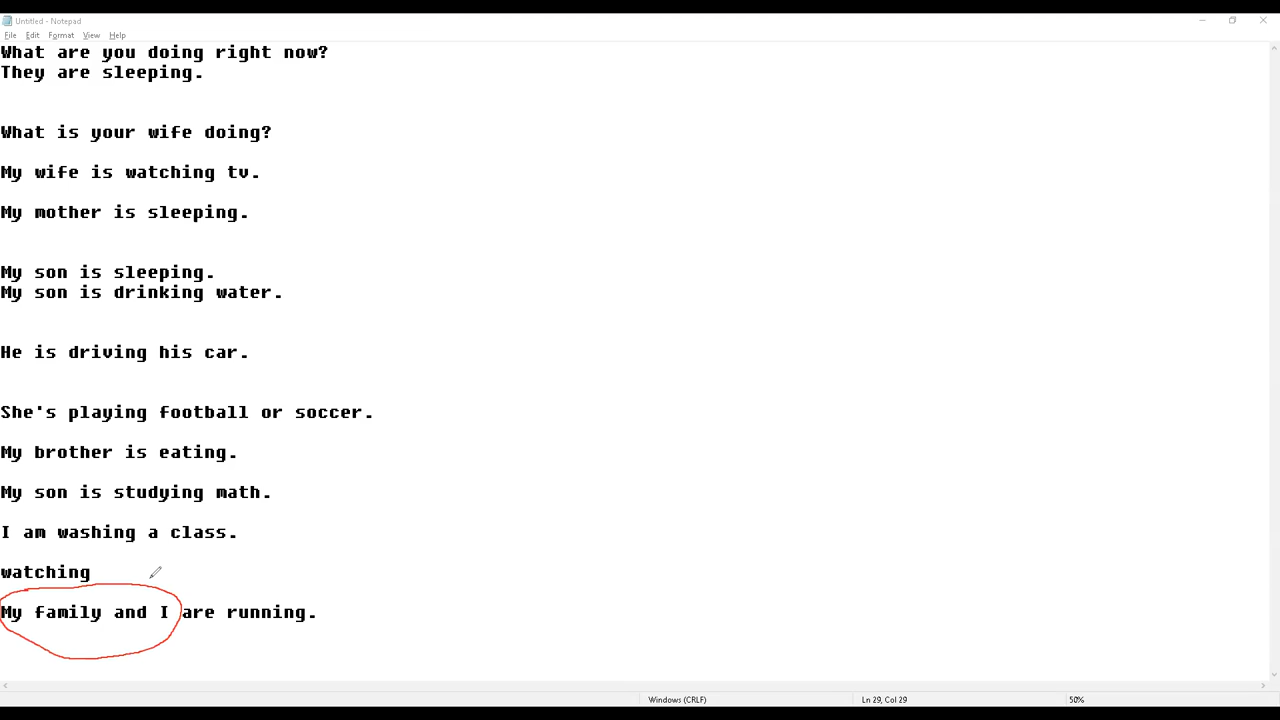 Untitled - Notepad
File Edit Format View Help
What are you doing right now?
They are sleeping.
What is your wife doing?
My wife is watching tv.
My mother is sleeping.
My son is sleeping.
My son is drinking water.
He is driving his car.
She's playing football or soccer.
My brother is eating.
My son is studying math.
I am washing a class.
watching
My family and I are running.
Windows (CRLF) Ln 29, Col 29 50%